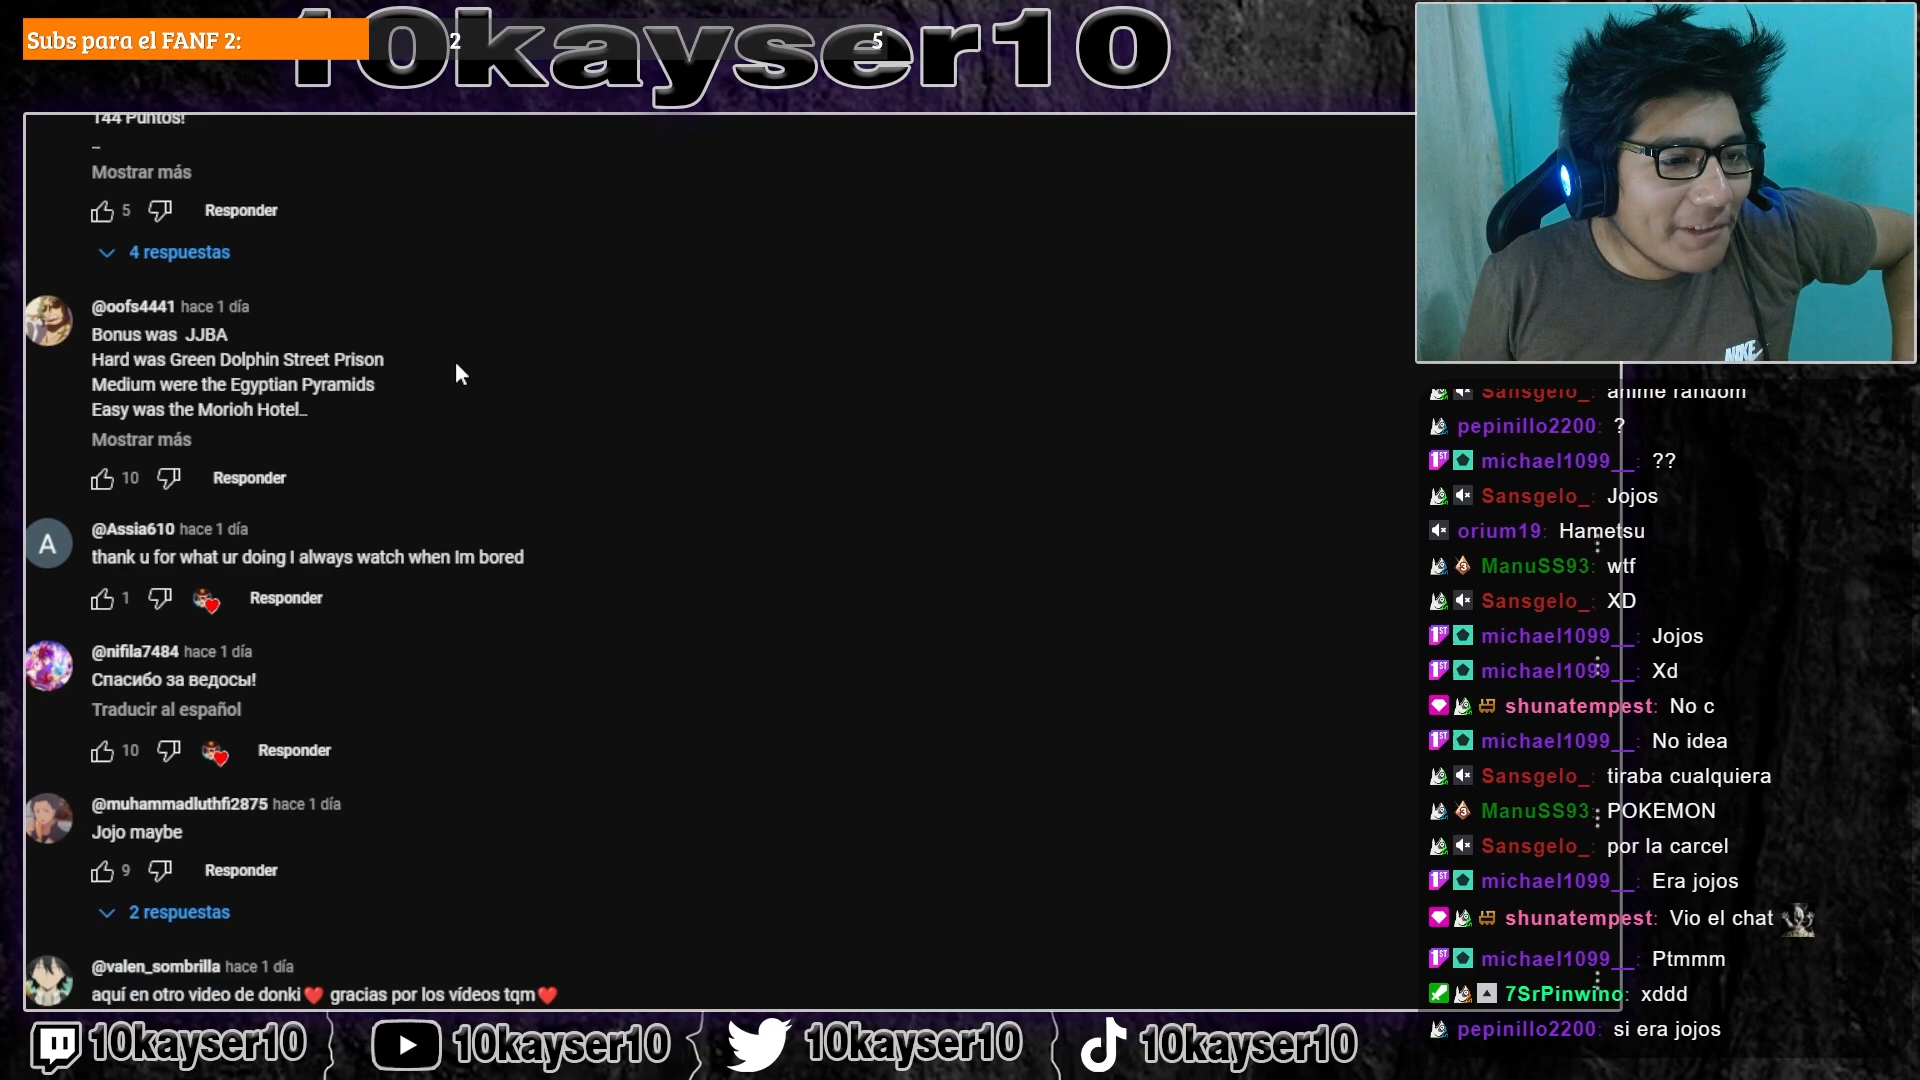 Subs para el FANF 2:
2
5
10kayser10
144 Puntos!
_
Mostrar más
5
Responder
4 respuestas
@oofs4441 hace 1 día
Bonus was JJBA
Hard was Green Dolphin Street Prison
Medium were the Egyptian Pyramids
Easy was the Morioh Hotel...
Mostrar más
10
Responder
A
@Assia610 hace 1 día
thank u for what ur doing I always watch when Im bored
1
Responder
@nifila7484 hace 1 día
Спасибо за ведосы!
Traducir al español
10
Responder
@muhammadluthfi2875 hace 1 día
Jojo maybe
9
Responder
2 respuestas
@valen_sombrilla hace 1 día
aquí en otro video de donki❤️ gracias por los vídeos tqm❤️
Sansgelo_: anime random
pepinillo2200: ?
michael1099__: ??
Sansgelo_: Jojos
orium19: Hametsu
ManuSS93: wtf
Sansgelo_: XD
michael1099__: Jojos
michael1099__: Xd
shunatempest: No c
michael1099__: No idea
Sansgelo_: tiraba cualquiera
ManuSS93: POKEMON
Sansgelo_: por la carcel
michael1099__: Era jojos
shunatempest: Vio el chat
michael1099__: Ptmmm
7SrPinwino: xddd
pepinillo2200: si era jojos
10kayser10
10kayser10
10kayser10
10kayser10